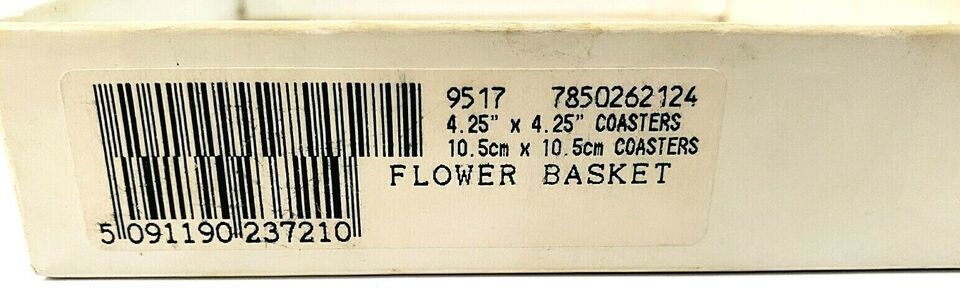 9517 7850262124
4.25" x 4.25" COASTERS
10.5cm x 10.5cm COASTERS
FLOWER BASKET
5 091190 237210